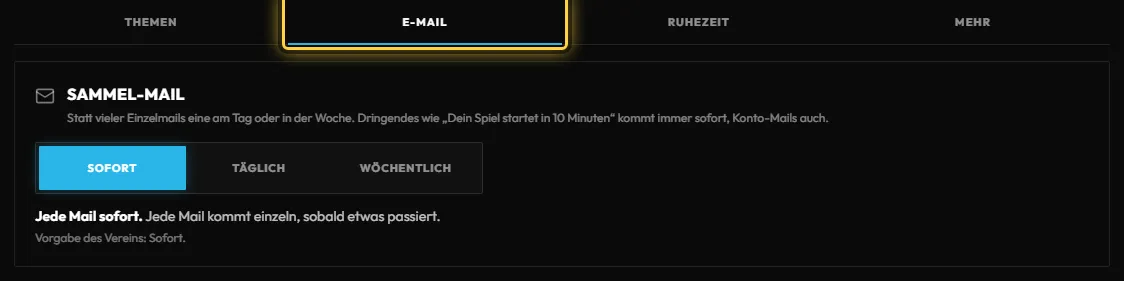 THEMEN E-MAIL RUHEZEIT MEHR
SAMMEL-MAIL
Statt vieler Einzelmails eine am Tag oder in der Woche. Dringendes wie „Dein Spiel startet in 10 Minuten“ kommt immer sofort, Konto-Mails auch.
SOFORT TÄGLICH WÖCHENTLICH
Jede Mail sofort. Jede Mail kommt einzeln, sobald etwas passiert.
Vorgabe des Vereins: Sofort.